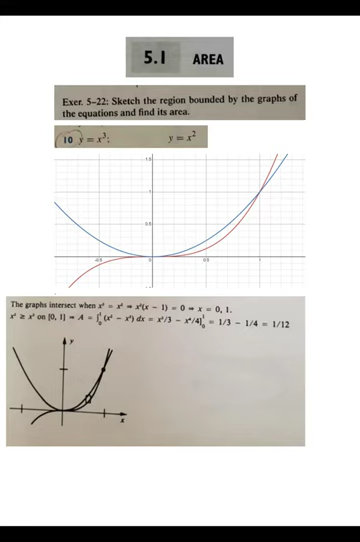 5.1 AREA
Exer. 5–22: Sketch the region bounded by the graphs of
the equations and find its area.
10 y = x³; y = x²
1.5
1
0.5
-0.5 0 0.5 1
The graphs intersect when x³ = x² ⇒ x²(x − 1) = 0 ⇒ x = 0, 1.
x² ≥ x³ on [0, 1] ⇒ A = ∫₀¹ (x² − x³) dx = x³/3 − x⁴/4]₀¹ = 1/3 − 1/4 = 1/12
y
x